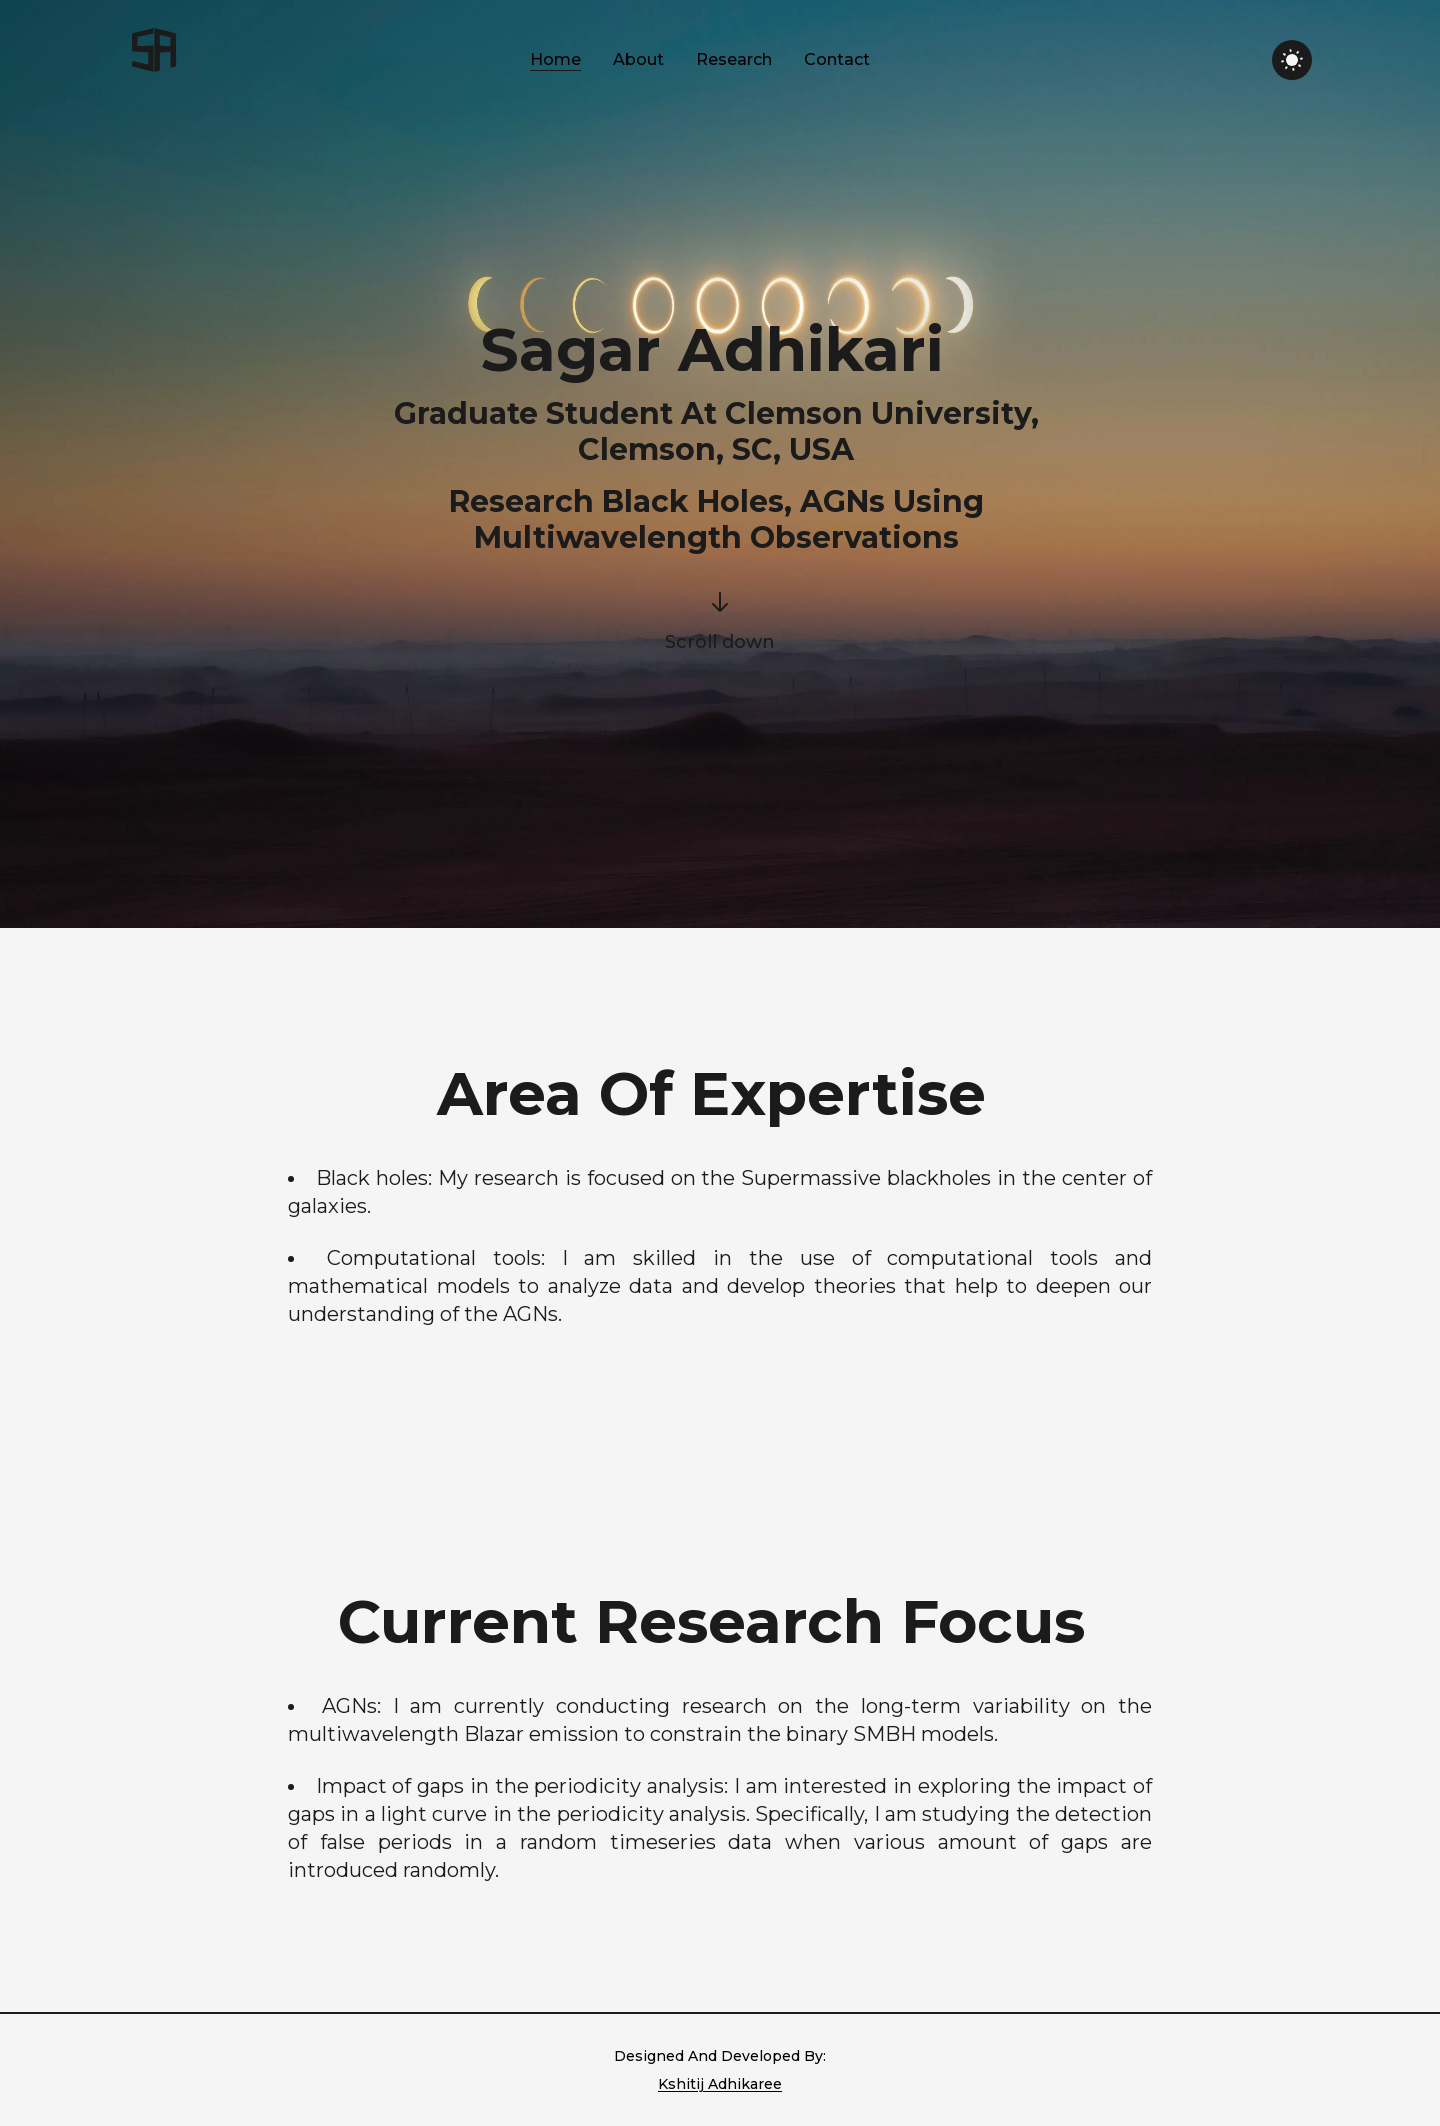 SA
Home About Research Contact
Sagar Adhikari
Graduate Student At Clemson University,
Clemson, SC, USA
Research Black Holes, AGNs Using
Multiwavelength Observations
Scroll down
Area Of Expertise
• Black holes: My research is focused on the Supermassive blackholes in the center of
galaxies.
• Computational tools: I am skilled in the use of computational tools and
mathematical models to analyze data and develop theories that help to deepen our
understanding of the AGNs.
Current Research Focus
• AGNs: I am currently conducting research on the long-term variability on the
multiwavelength Blazar emission to constrain the binary SMBH models.
• Impact of gaps in the periodicity analysis: I am interested in exploring the impact of
gaps in a light curve in the periodicity analysis. Specifically, I am studying the detection
of false periods in a random timeseries data when various amount of gaps are
introduced randomly.
Designed And Developed By:
Kshitij Adhikaree